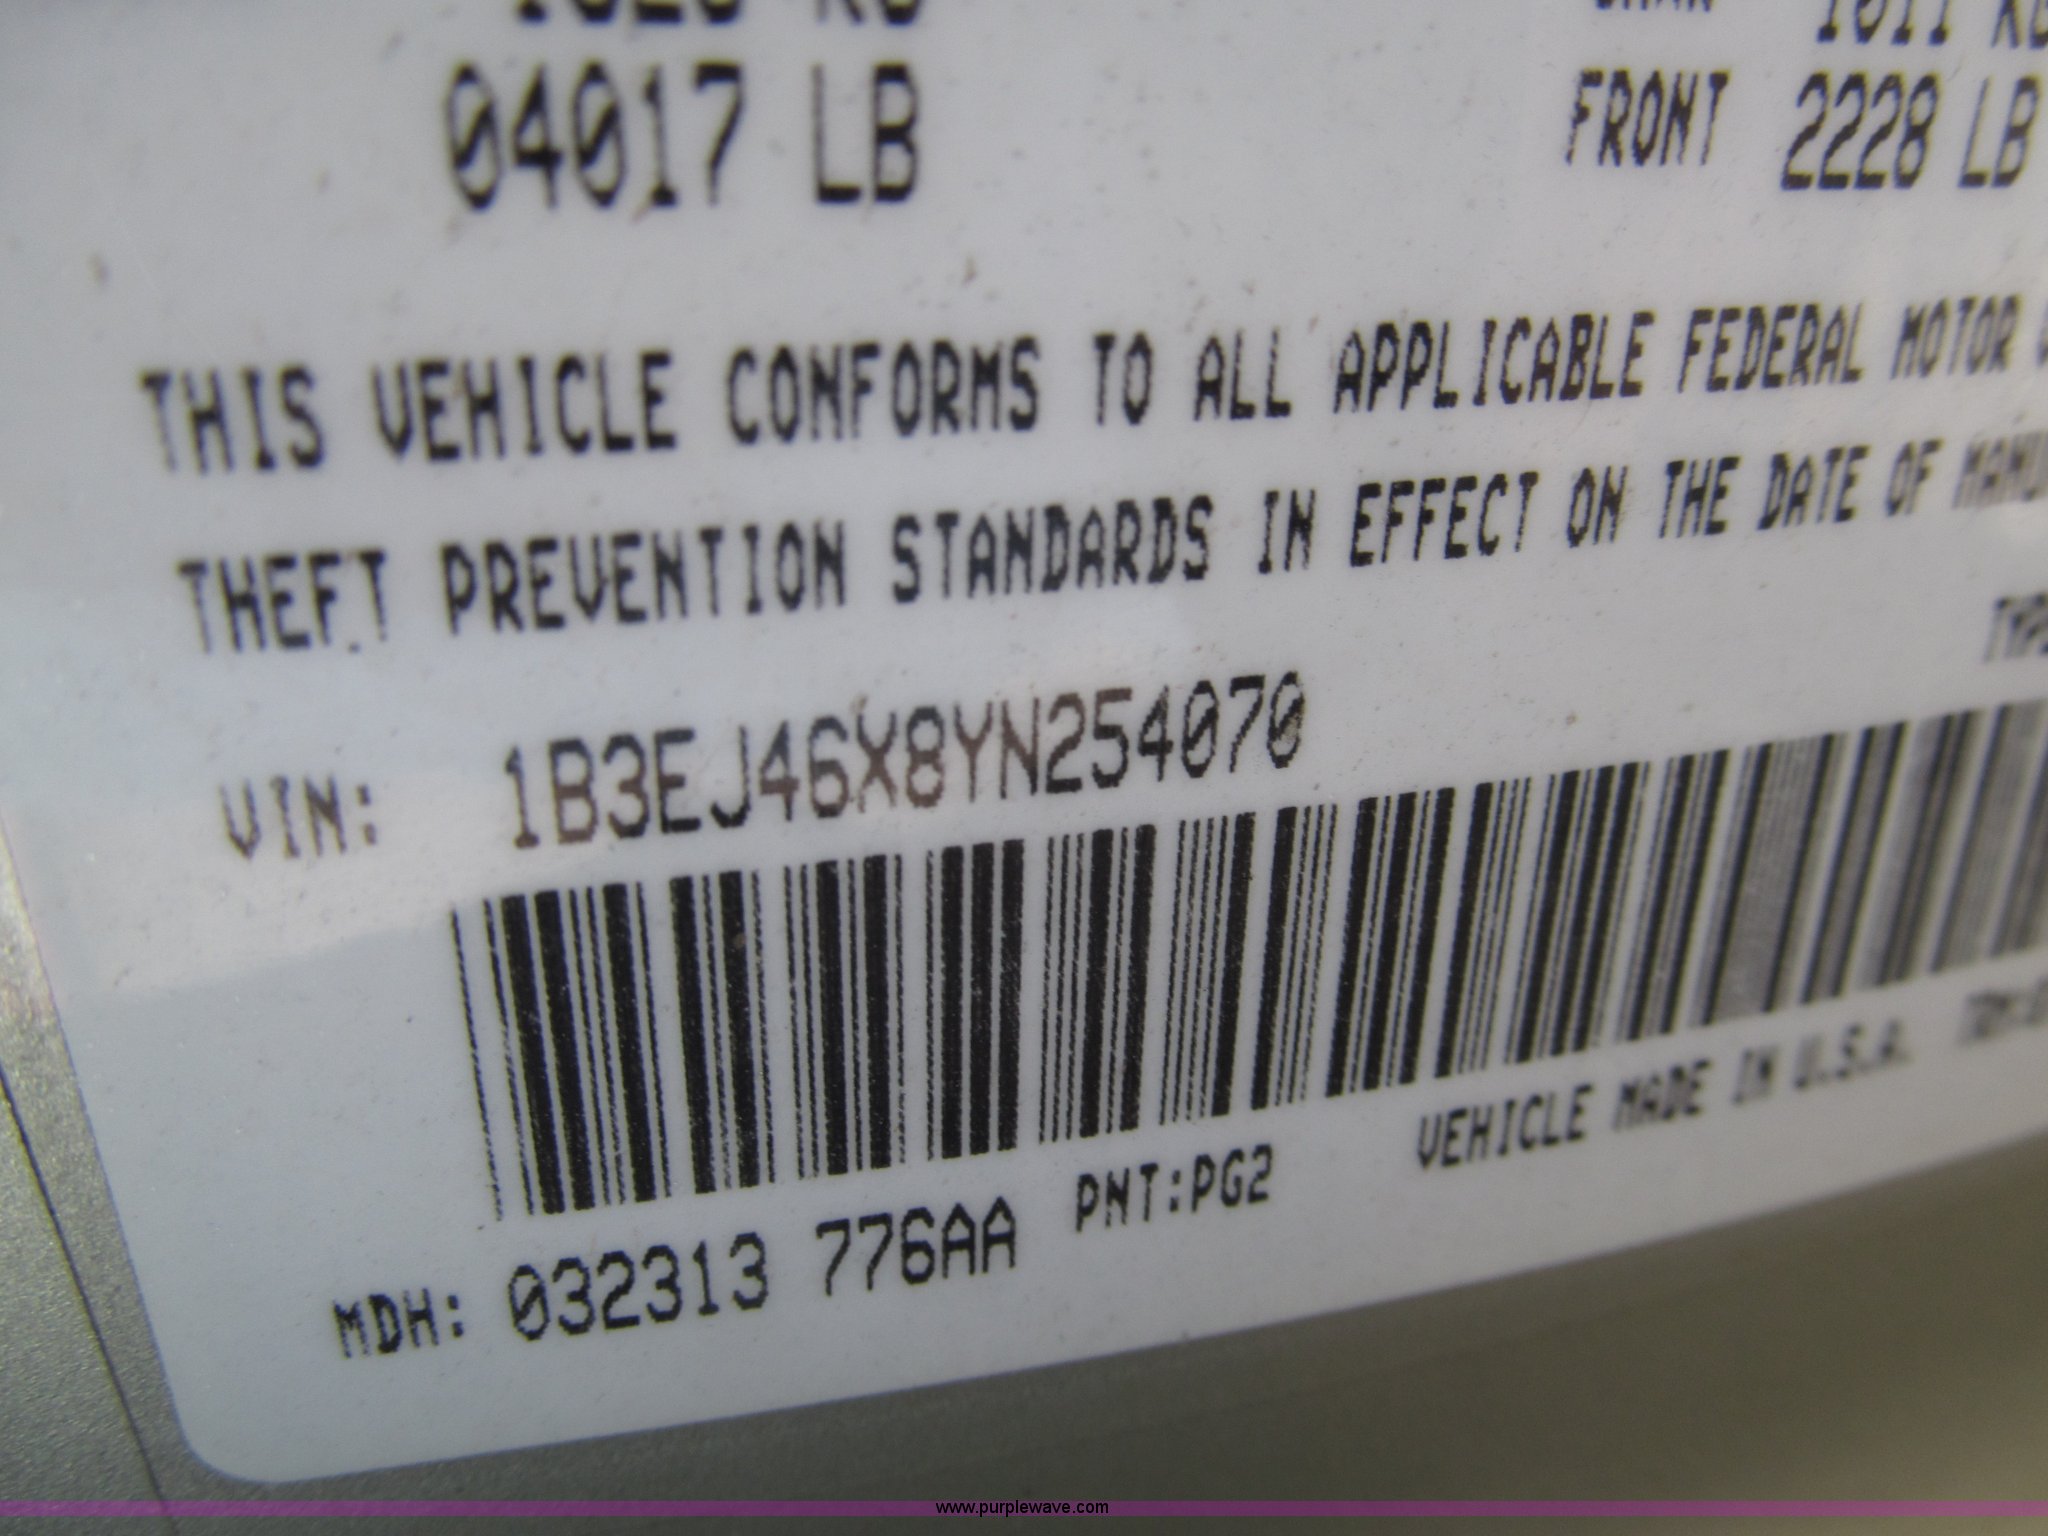 04017 LB
FRONT 2228 LB
THIS VEHICLE CONFORMS TO ALL APPLICABLE FEDERAL MOTOR
THEFT PREVENTION STANDARDS IN EFFECT ON THE DATE OF
VIN: 1B3EJ46X8YN254070
MDH: 032313 776AA PNT:PG2 VEHICLE MADE IN U.S.A.
www.purplewave.com